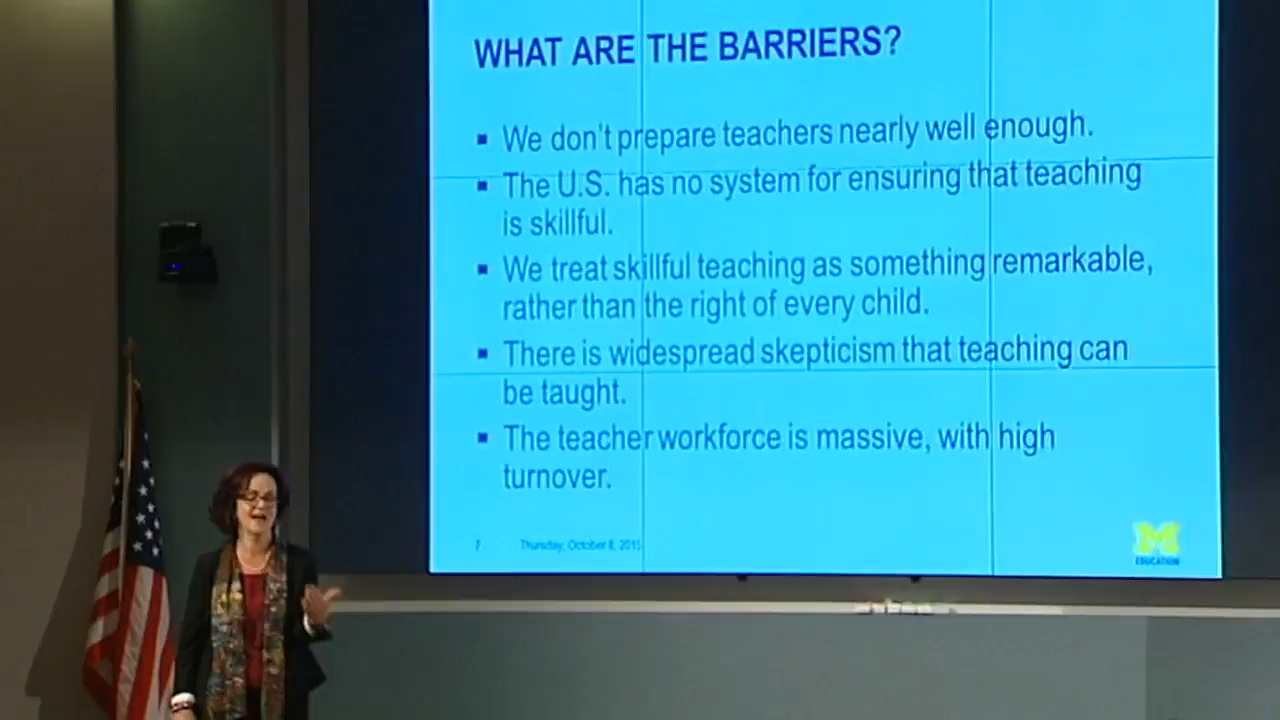 WHAT ARE THE BARRIERS?
▪ We don't prepare teachers nearly well enough.
▪ The U.S. has no system for ensuring that teaching
is skillful.
▪ We treat skillful teaching as something remarkable,
rather than the right of every child.
▪ There is widespread skepticism that teaching can
be taught.
▪ The teacher workforce is massive, with high
turnover.
7 Thursday, October 8, 2015
M
EDUCATION